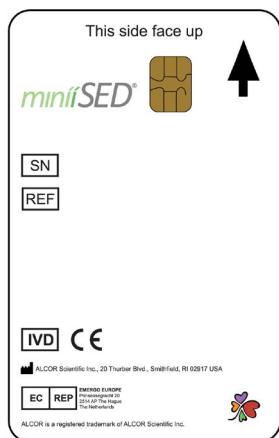 This side face up
miniiSED®
SN
REF
IVD CE
ALCOR Scientific Inc., 20 Thurber Blvd., Smithfield, RI 02917 USA
EC REP
EMERGO EUROPE
Prinsessegracht 20
2514 AP The Hague
The Netherlands
ALCOR is a registered trademark of ALCOR Scientific Inc.